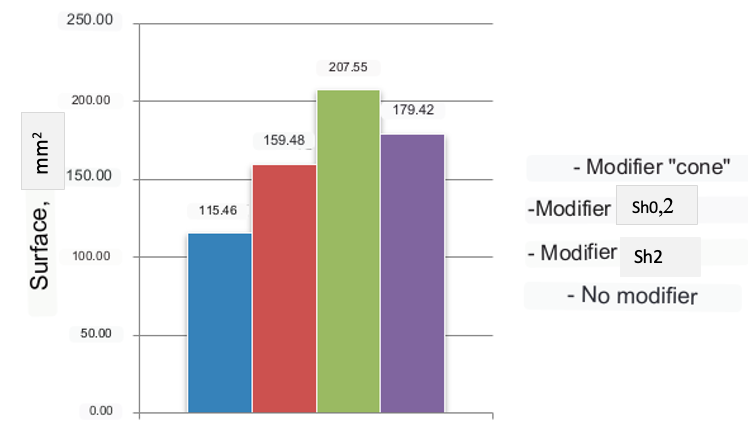 250.00
200.00
150.00
100.00
50.00
0.00
Surface, mm²
115.46
159.48
207.55
179.42
- Modifier "cone"
-Modifier Sh0,2
- Modifier Sh2
- No modifier